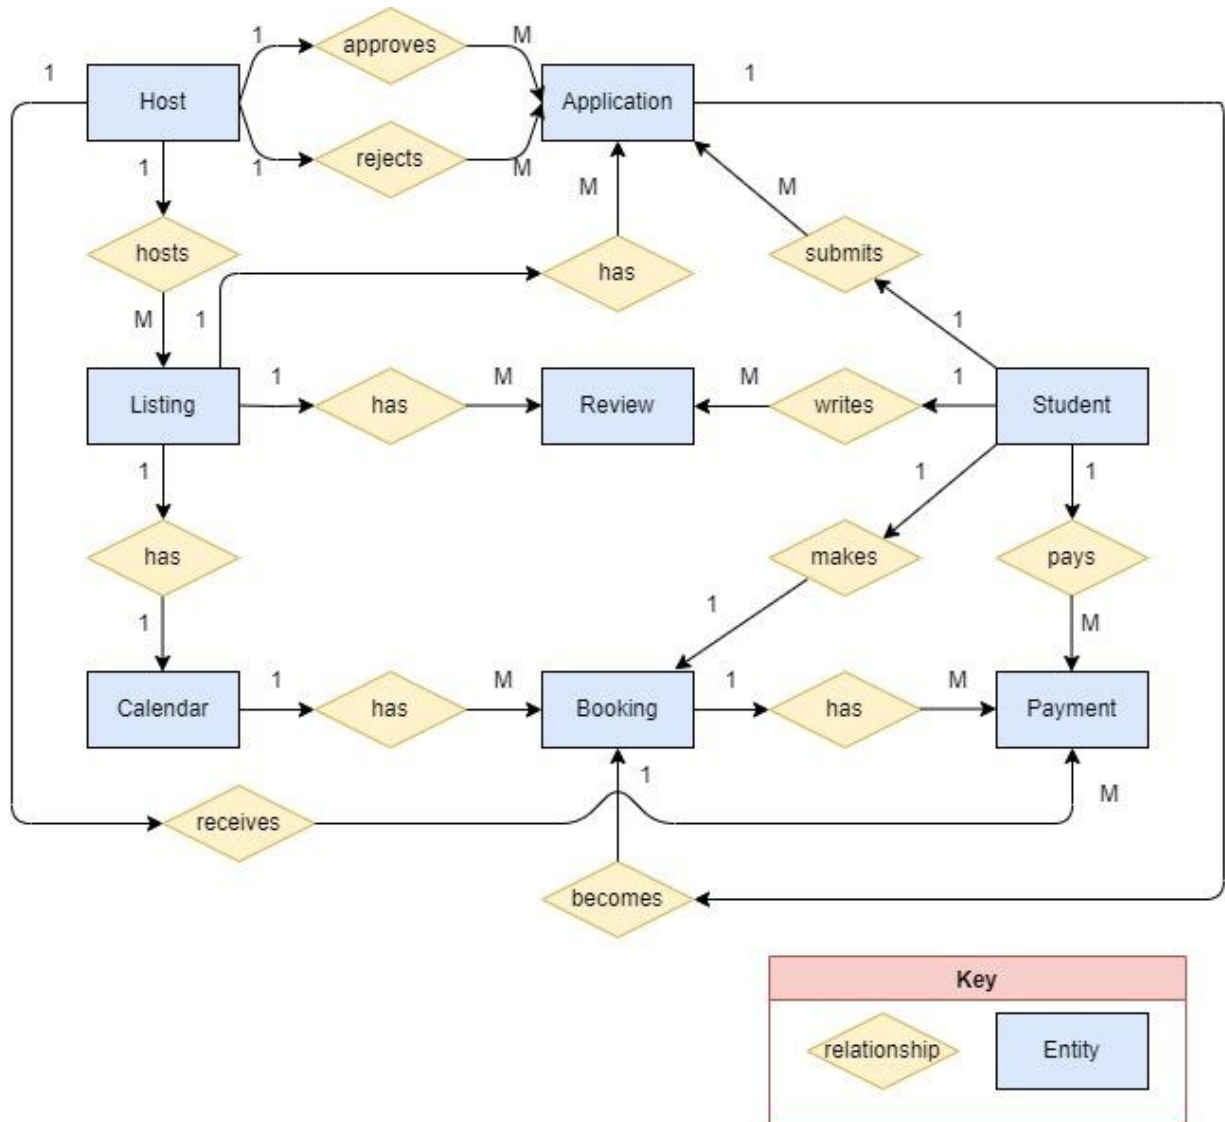 1
approves
M
1
1
Host
Application
1
rejects
M
1
M
M
hosts
has
submits
M
1
1
1
M
M
1
Listing
has
Review
writes
Student
1
1
1
has
makes
pays
1
1
M
1
M
1
M
Calendar
has
Booking
has
Payment
1
M
receives
becomes
Key
relationship
Entity